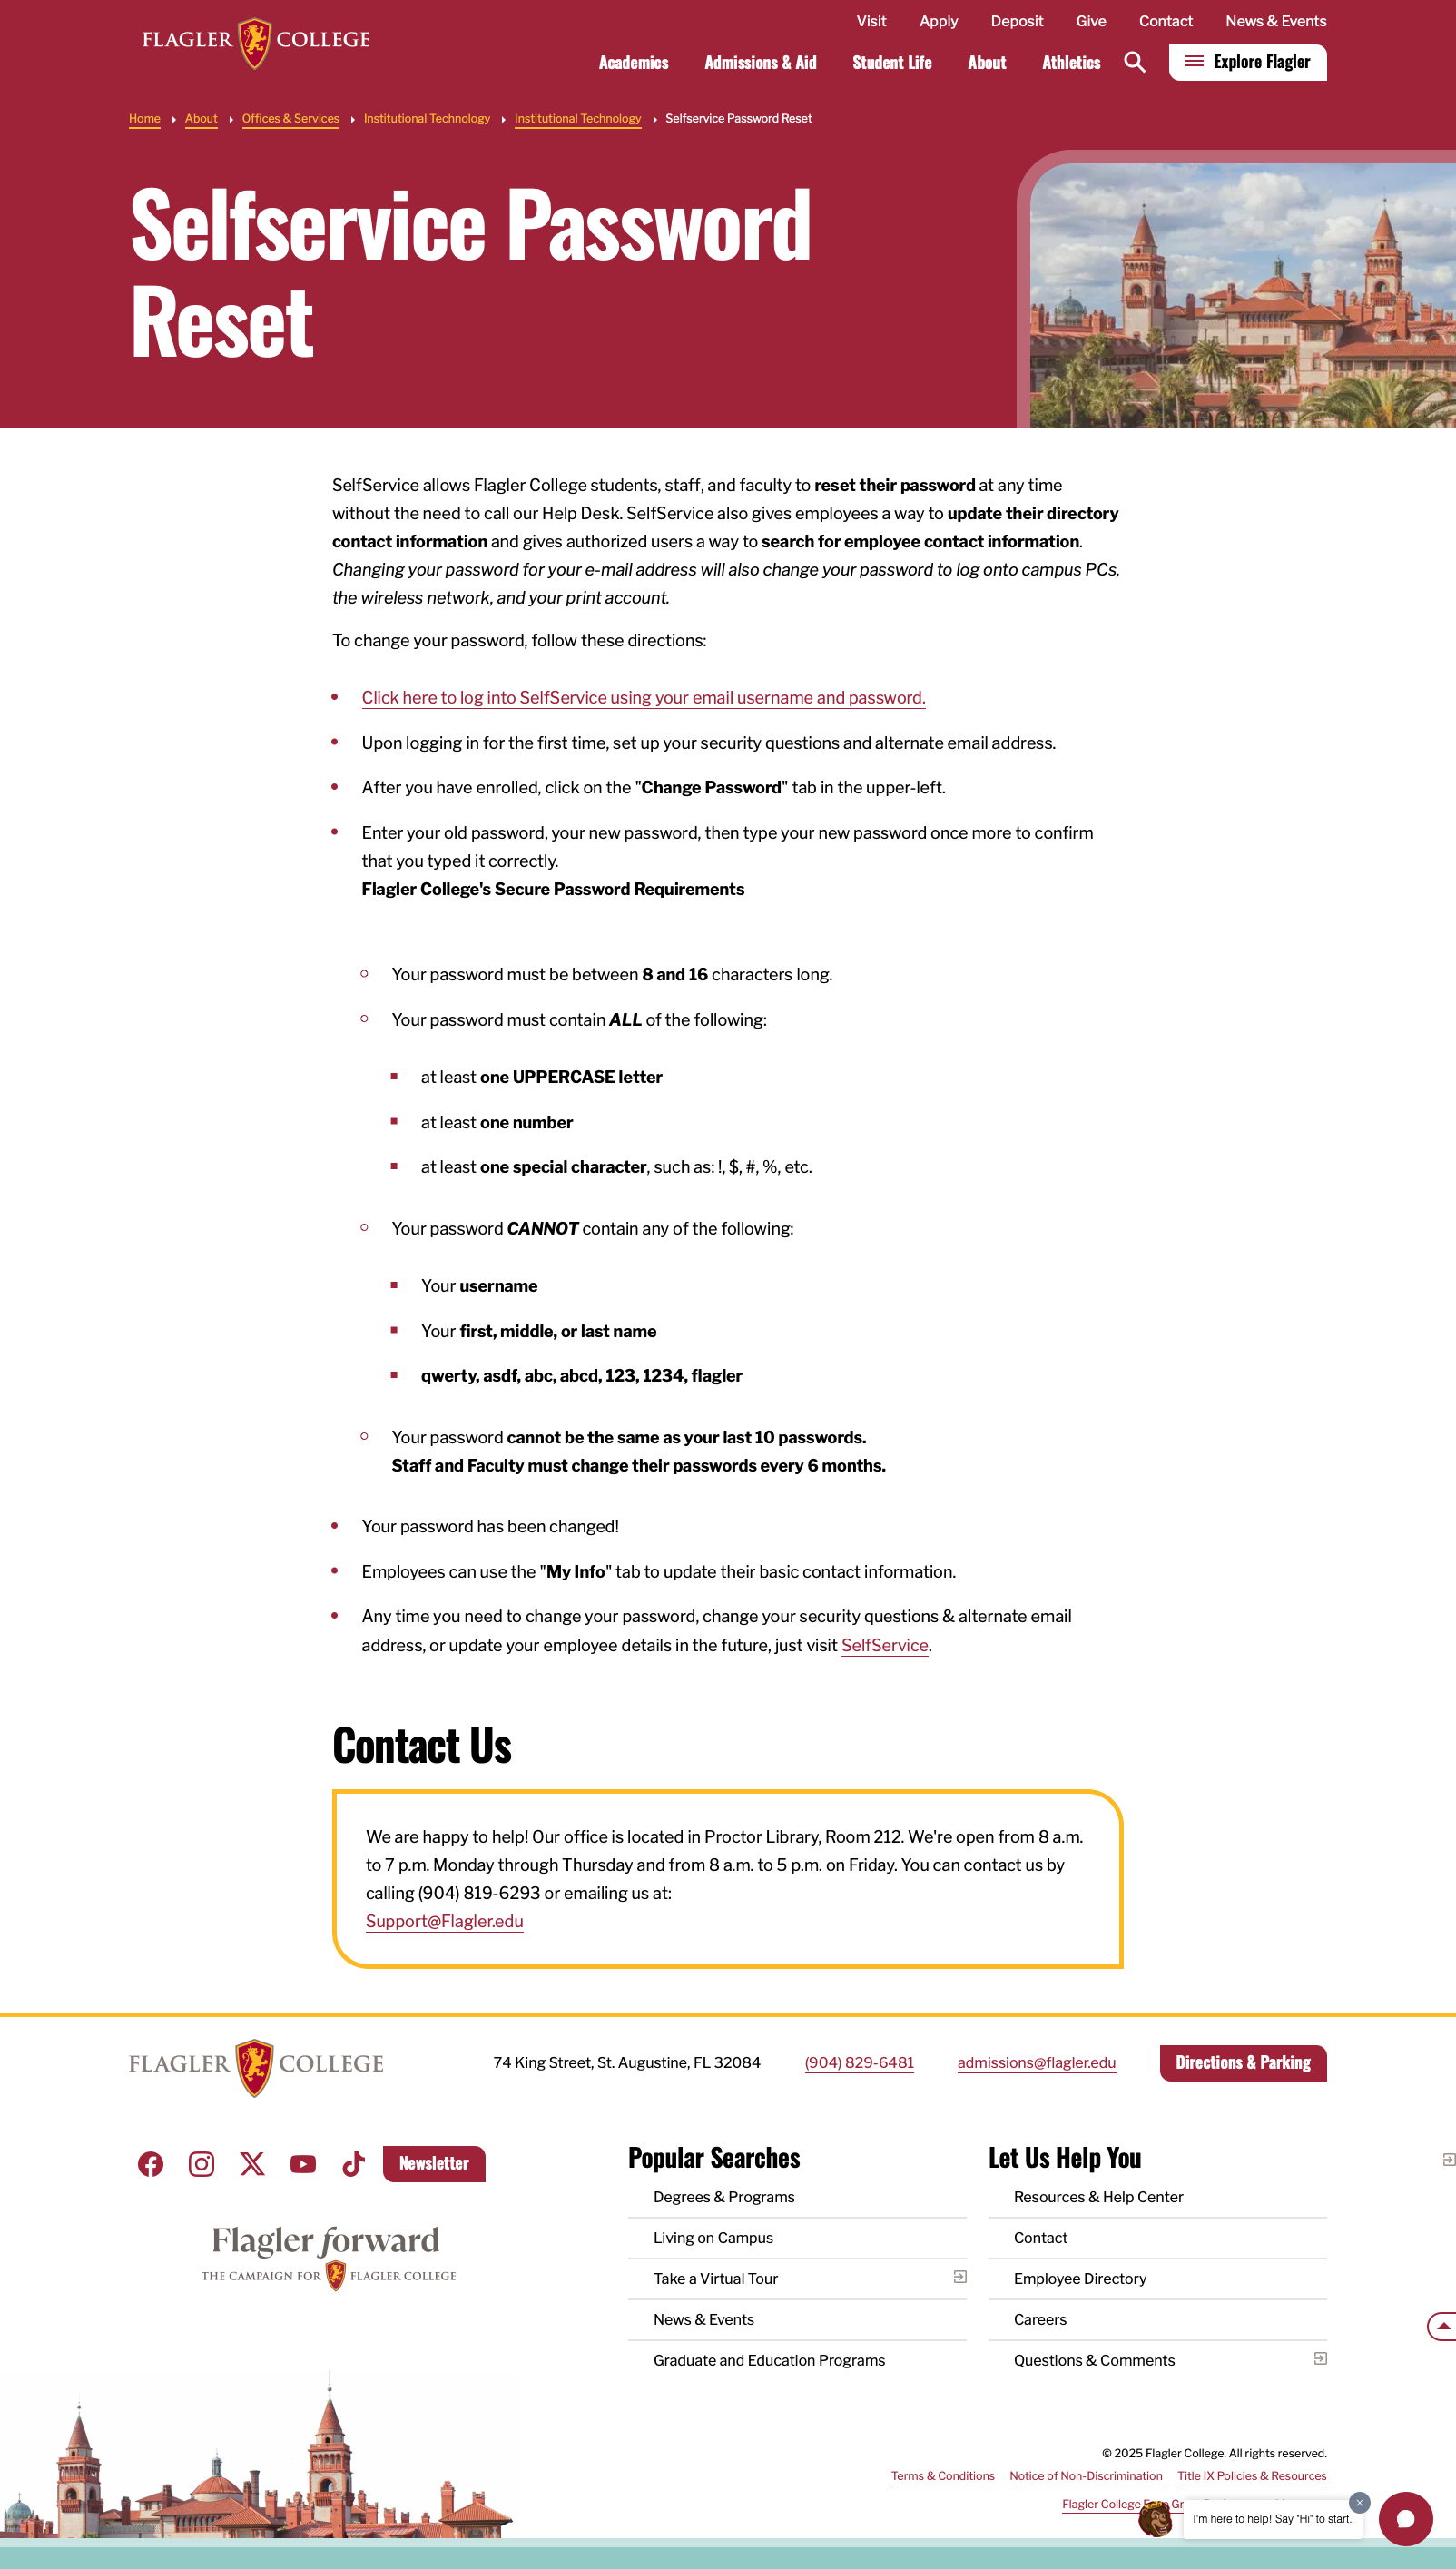 Visit Apply Deposit Give Contact News & Events
FLAGLER COLLEGE
Academics Admissions & Aid Student Life About Athletics Explore Flagler
Home About Offices & Services Institutional Technology Institutional Technology Selfservice Password Reset
Selfservice Password
Reset
SelfService allows Flagler College students, staff, and faculty to reset their password at any time
without the need to call our Help Desk. SelfService also gives employees a way to update their directory
contact information and gives authorized users a way to search for employee contact information.
Changing your password for your e-mail address will also change your password to log onto campus PCs,
the wireless network, and your print account.
To change your password, follow these directions:
Click here to log into SelfService using your email username and password.
Upon logging in for the first time, set up your security questions and alternate email address.
After you have enrolled, click on the "Change Password" tab in the upper-left.
Enter your old password, your new password, then type your new password once more to confirm
that you typed it correctly.
Flagler College's Secure Password Requirements
Your password must be between 8 and 16 characters long.
Your password must contain ALL of the following:
at least one UPPERCASE letter
at least one number
at least one special character, such as: !, $, #, %, etc.
Your password CANNOT contain any of the following:
Your username
Your first, middle, or last name
qwerty, asdf, abc, abcd, 123, 1234, flagler
Your password cannot be the same as your last 10 passwords.
Staff and Faculty must change their passwords every 6 months.
Your password has been changed!
Employees can use the "My Info" tab to update their basic contact information.
Any time you need to change your password, change your security questions & alternate email
address, or update your employee details in the future, just visit SelfService.
Contact Us
We are happy to help! Our office is located in Proctor Library, Room 212. We're open from 8 a.m.
to 7 p.m. Monday through Thursday and from 8 a.m. to 5 p.m. on Friday. You can contact us by
calling (904) 819-6293 or emailing us at:
Support@Flagler.edu
FLAGLER COLLEGE
74 King Street, St. Augustine, FL 32084 (904) 829-6481 admissions@flagler.edu Directions & Parking
Newsletter
Flagler forward
THE CAMPAIGN FOR FLAGLER COLLEGE
Popular Searches
Degrees & Programs
Living on Campus
Take a Virtual Tour
News & Events
Graduate and Education Programs
Let Us Help You
Resources & Help Center
Contact
Employee Directory
Careers
Questions & Comments
© 2025 Flagler College. All rights reserved.
Terms & Conditions Notice of Non-Discrimination Title IX Policies & Resources
Flagler College
I'm here to help! Say "Hi" to start.